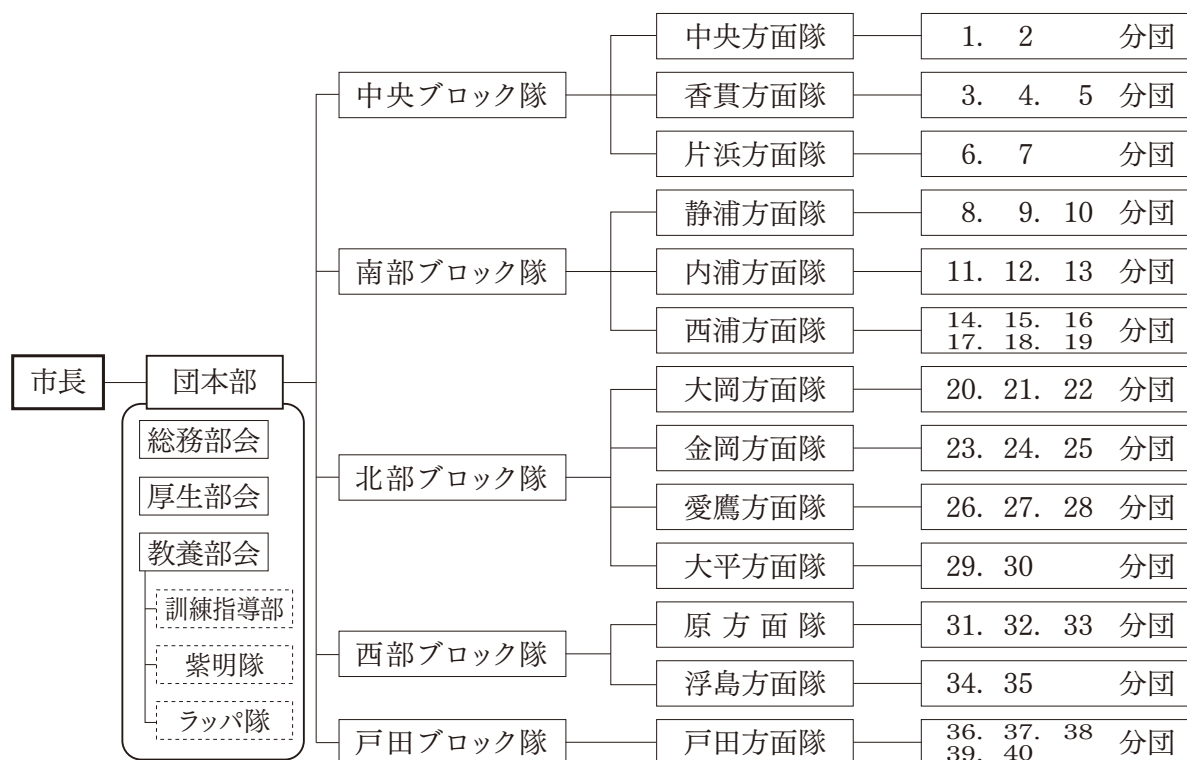 市長
団本部
総務部会
厚生部会
教養部会
訓練指導部
紫明隊
ラッパ隊
中央ブロック隊
中央方面隊
1. 2 分団
香貫方面隊
3. 4. 5 分団
片浜方面隊
6. 7 分団
南部ブロック隊
静浦方面隊
8. 9. 10 分団
内浦方面隊
11. 12. 13 分団
西浦方面隊
14. 15. 16
17. 18. 19 分団
北部ブロック隊
大岡方面隊
20. 21. 22 分団
金岡方面隊
23. 24. 25 分団
愛鷹方面隊
26. 27. 28 分団
大平方面隊
29. 30 分団
西部ブロック隊
原方面隊
31. 32. 33 分団
浮島方面隊
34. 35 分団
戸田ブロック隊
戸田方面隊
36. 37. 38
39. 40 分団